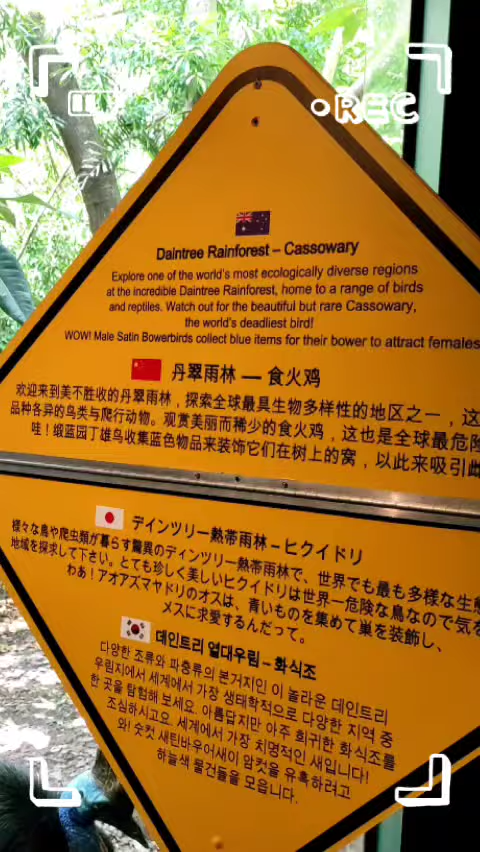 REC
Daintree Rainforest – Cassowary
Explore one of the world's most ecologically diverse regions
at the incredible Daintree Rainforest, home to a range of birds
and reptiles. Watch out for the beautiful but rare Cassowary,
the world's deadliest bird!
WOW! Male Satin Bowerbirds collect blue items for their bower to attract females
丹翠雨林 — 食火鸡
欢迎来到美不胜收的丹翠雨林，探索全球最具生物多样性的地区之一，这
品种各异的鸟类与爬行动物。观赏美丽而稀少的食火鸡，这也是全球最危险
哇！缎蓝园丁雄鸟收集蓝色物品来装饰它们在树上的窝，以此来吸引雌
デインツリー熱帯雨林 – ヒクイドリ
様々な鳥や爬虫類が暮らす驚異のデインツリー熱帯雨林で、世界でも最も多様な生態
地域を探求して下さい。とても珍しく美しいヒクイドリは世界一危険な鳥なので気を
わあ！アオアズマヤドリのオスは、青いものを集めて巣を装飾し、
メスに求愛するんだって。
데인트리 열대우림 – 화식조
다양한 조류와 파충류의 본거지인 이 놀라운 데인트리
우림지에서 세계에서 가장 생태학적으로 다양한 지역 중
한 곳을 탐험해 보세요. 아름답지만 아주 희귀한 화식조를
조심하시고요. 세계에서 가장 치명적인 새입니다!
와! 숫컷 새틴바우어새이 암컷을 유혹하려고
하늘색 물건들을 모읍니다.